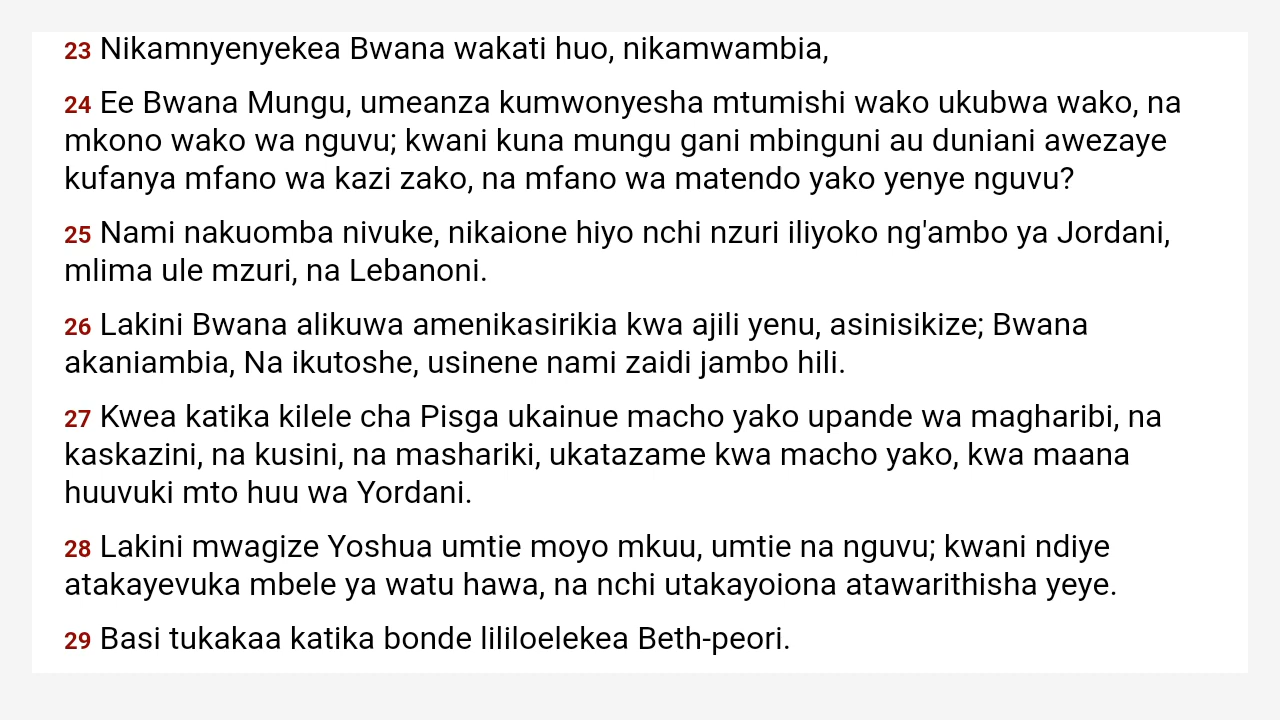 23 Nikamnyenyekea Bwana wakati huo, nikamwambia,
24 Ee Bwana Mungu, umeanza kumwonyesha mtumishi wako ukubwa wako, na
mkono wako wa nguvu; kwani kuna mungu gani mbinguni au duniani awezaye
kufanya mfano wa kazi zako, na mfano wa matendo yako yenye nguvu?
25 Nami nakuomba nivuke, nikaione hiyo nchi nzuri iliyoko ng'ambo ya Jordani,
mlima ule mzuri, na Lebanoni.
26 Lakini Bwana alikuwa amenikasirikia kwa ajili yenu, asinisikize; Bwana
akaniambia, Na ikutoshe, usinene nami zaidi jambo hili.
27 Kwea katika kilele cha Pisga ukainue macho yako upande wa magharibi, na
kaskazini, na kusini, na mashariki, ukatazame kwa macho yako, kwa maana
huuvuki mto huu wa Yordani.
28 Lakini mwagize Yoshua umtie moyo mkuu, umtie na nguvu; kwani ndiye
atakayevuka mbele ya watu hawa, na nchi utakayoiona atawarithisha yeye.
29 Basi tukakaa katika bonde lililoelekea Beth-peori.